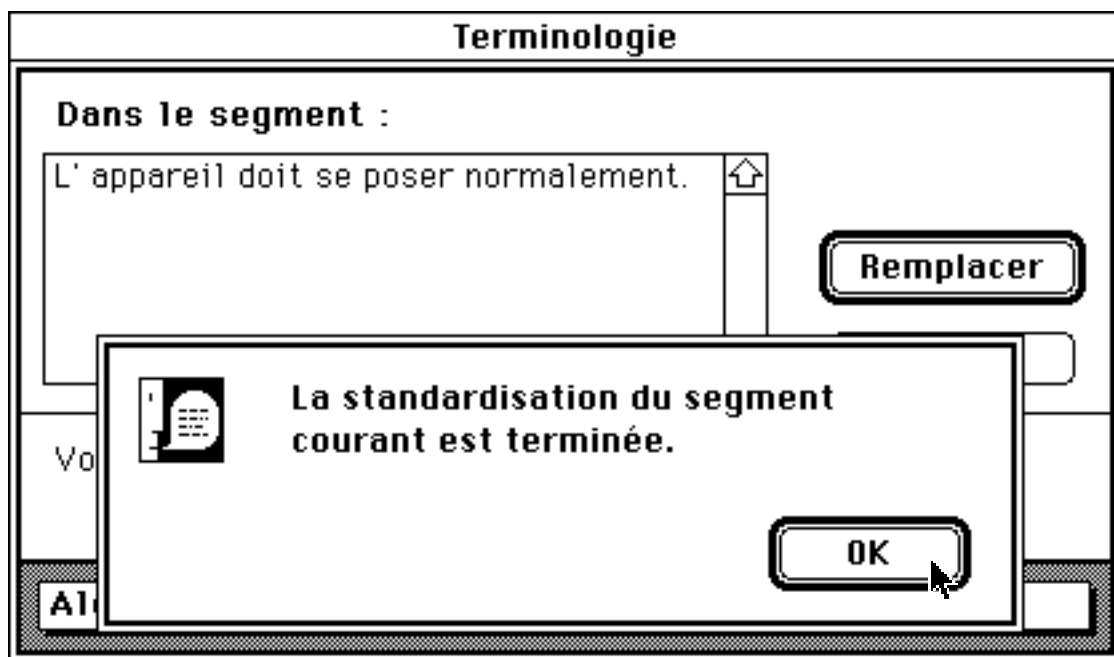 Terminologie
Dans le segment :
L' appareil doit se poser normalement.
Remplacer
La standardisation du segment
courant est terminée.
OK